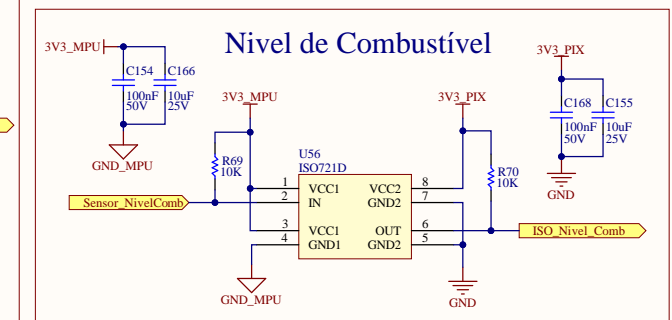 Nivel de Combustível
3V3_MPU
C154
100nF
50V
C166
10uF
25V
GND_MPU
3V3_MPU
R69
10K
Sensor_NivelComb
U56
ISO721D
1 VCC1 VCC2 8
2 IN GND2 7
3 VCC1 OUT 6
4 GND1 GND2 5
GND_MPU
3V3_PIX
R70
10K
ISO_Nivel_Comb
GND
3V3_PIX
C168
100nF
50V
C155
10uF
25V
GND